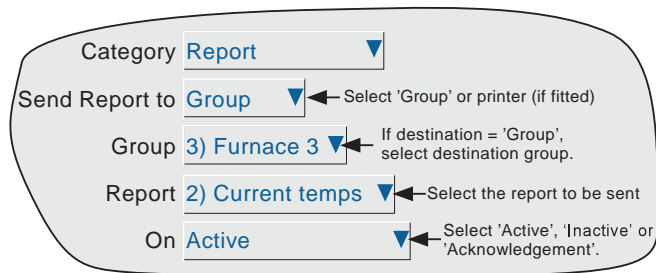 Category Report
Send Report to Group Select 'Group' or printer (if fitted)
Group 3) Furnace 3 If destination = 'Group',
select destination group.
Report 2) Current temps Select the report to be sent
On Active Select 'Active', 'Inactive' or
'Acknowledgement'.